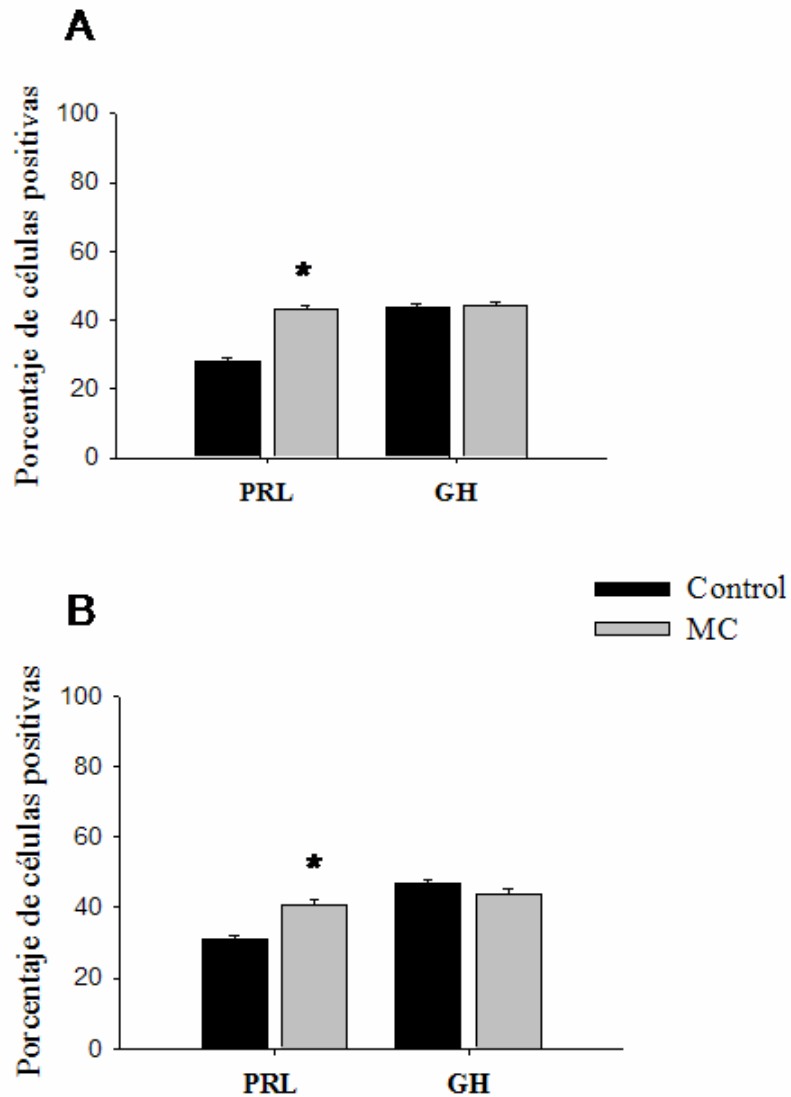 A
Porcentaje de células positivas
100
80
60
40
20
0
*
PRL
GH
Control
MC
B
Porcentaje de células positivas
100
80
60
40
20
0
*
PRL
GH